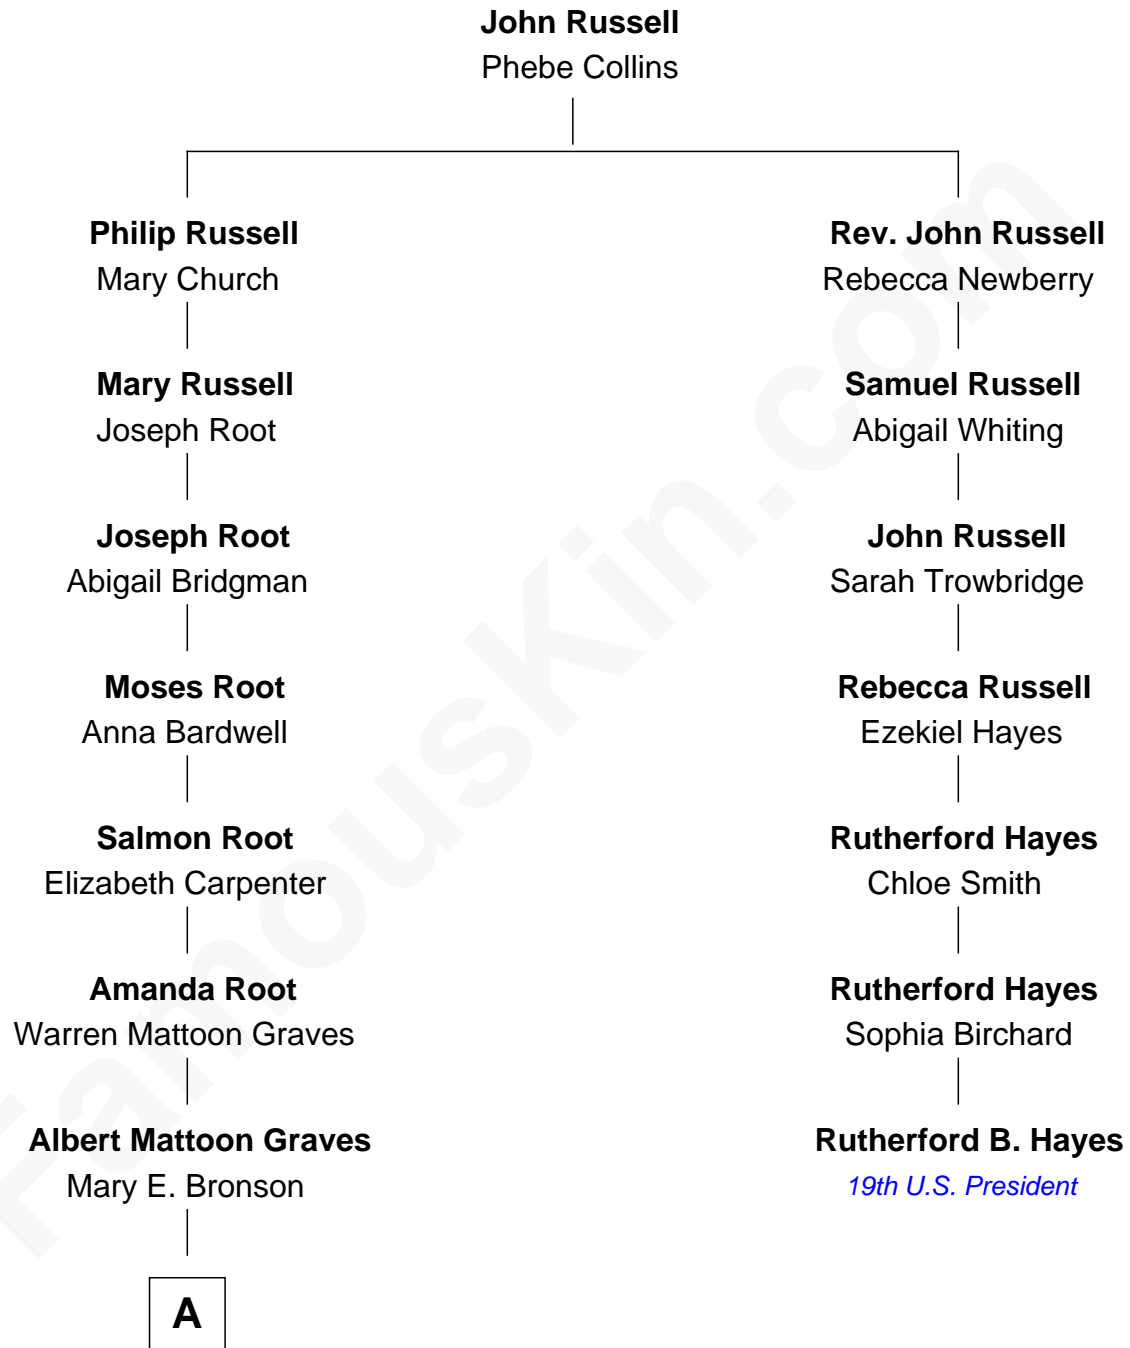 John Russell
Phebe Collins
Philip Russell
Mary Church
Rev. John Russell
Rebecca Newberry
Mary Russell
Joseph Root
Samuel Russell
Abigail Whiting
Joseph Root
Abigail Bridgman
John Russell
Sarah Trowbridge
Moses Root
Anna Bardwell
Rebecca Russell
Ezekiel Hayes
Salmon Root
Elizabeth Carpenter
Rutherford Hayes
Chloe Smith
Amanda Root
Warren Mattoon Graves
Rutherford Hayes
Sophia Birchard
Albert Mattoon Graves
Mary E. Bronson
Rutherford B. Hayes
19th U.S. President
A
FamousKin.com